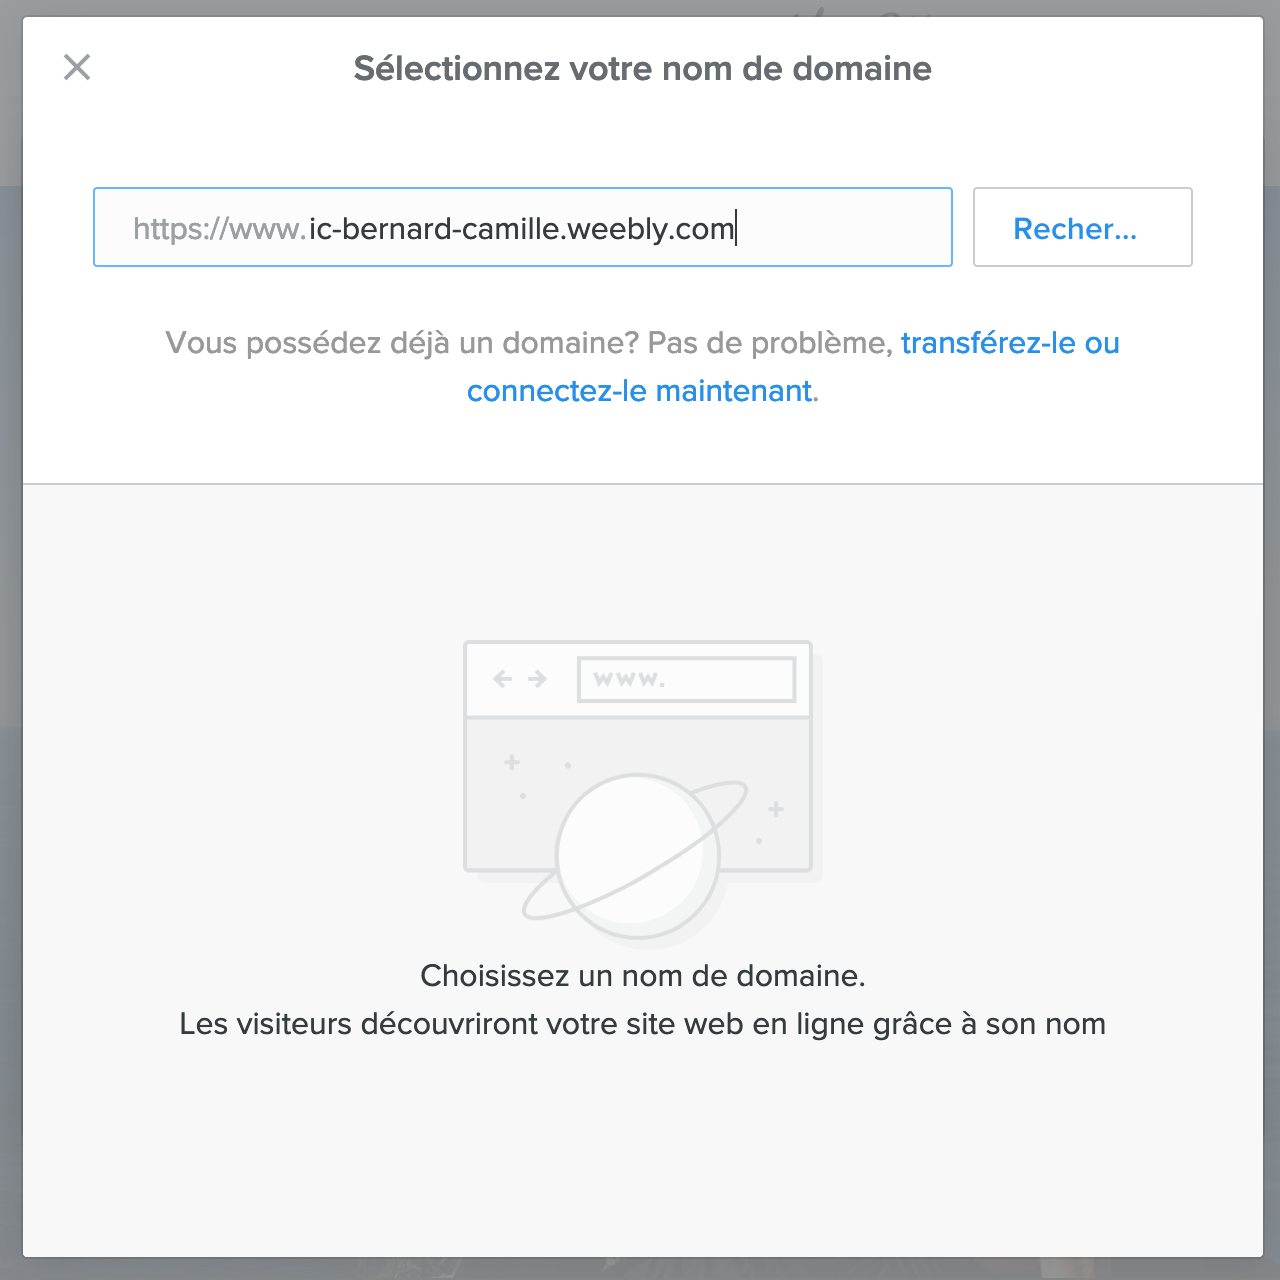 Sélectionnez votre nom de domaine
https://www.ic-bernard-camille.weebly.com
Recher...
Vous possédez déjà un domaine? Pas de problème, transférez-le ou
connectez-le maintenant.
www.
Choisissez un nom de domaine.
Les visiteurs découvriront votre site web en ligne grâce à son nom